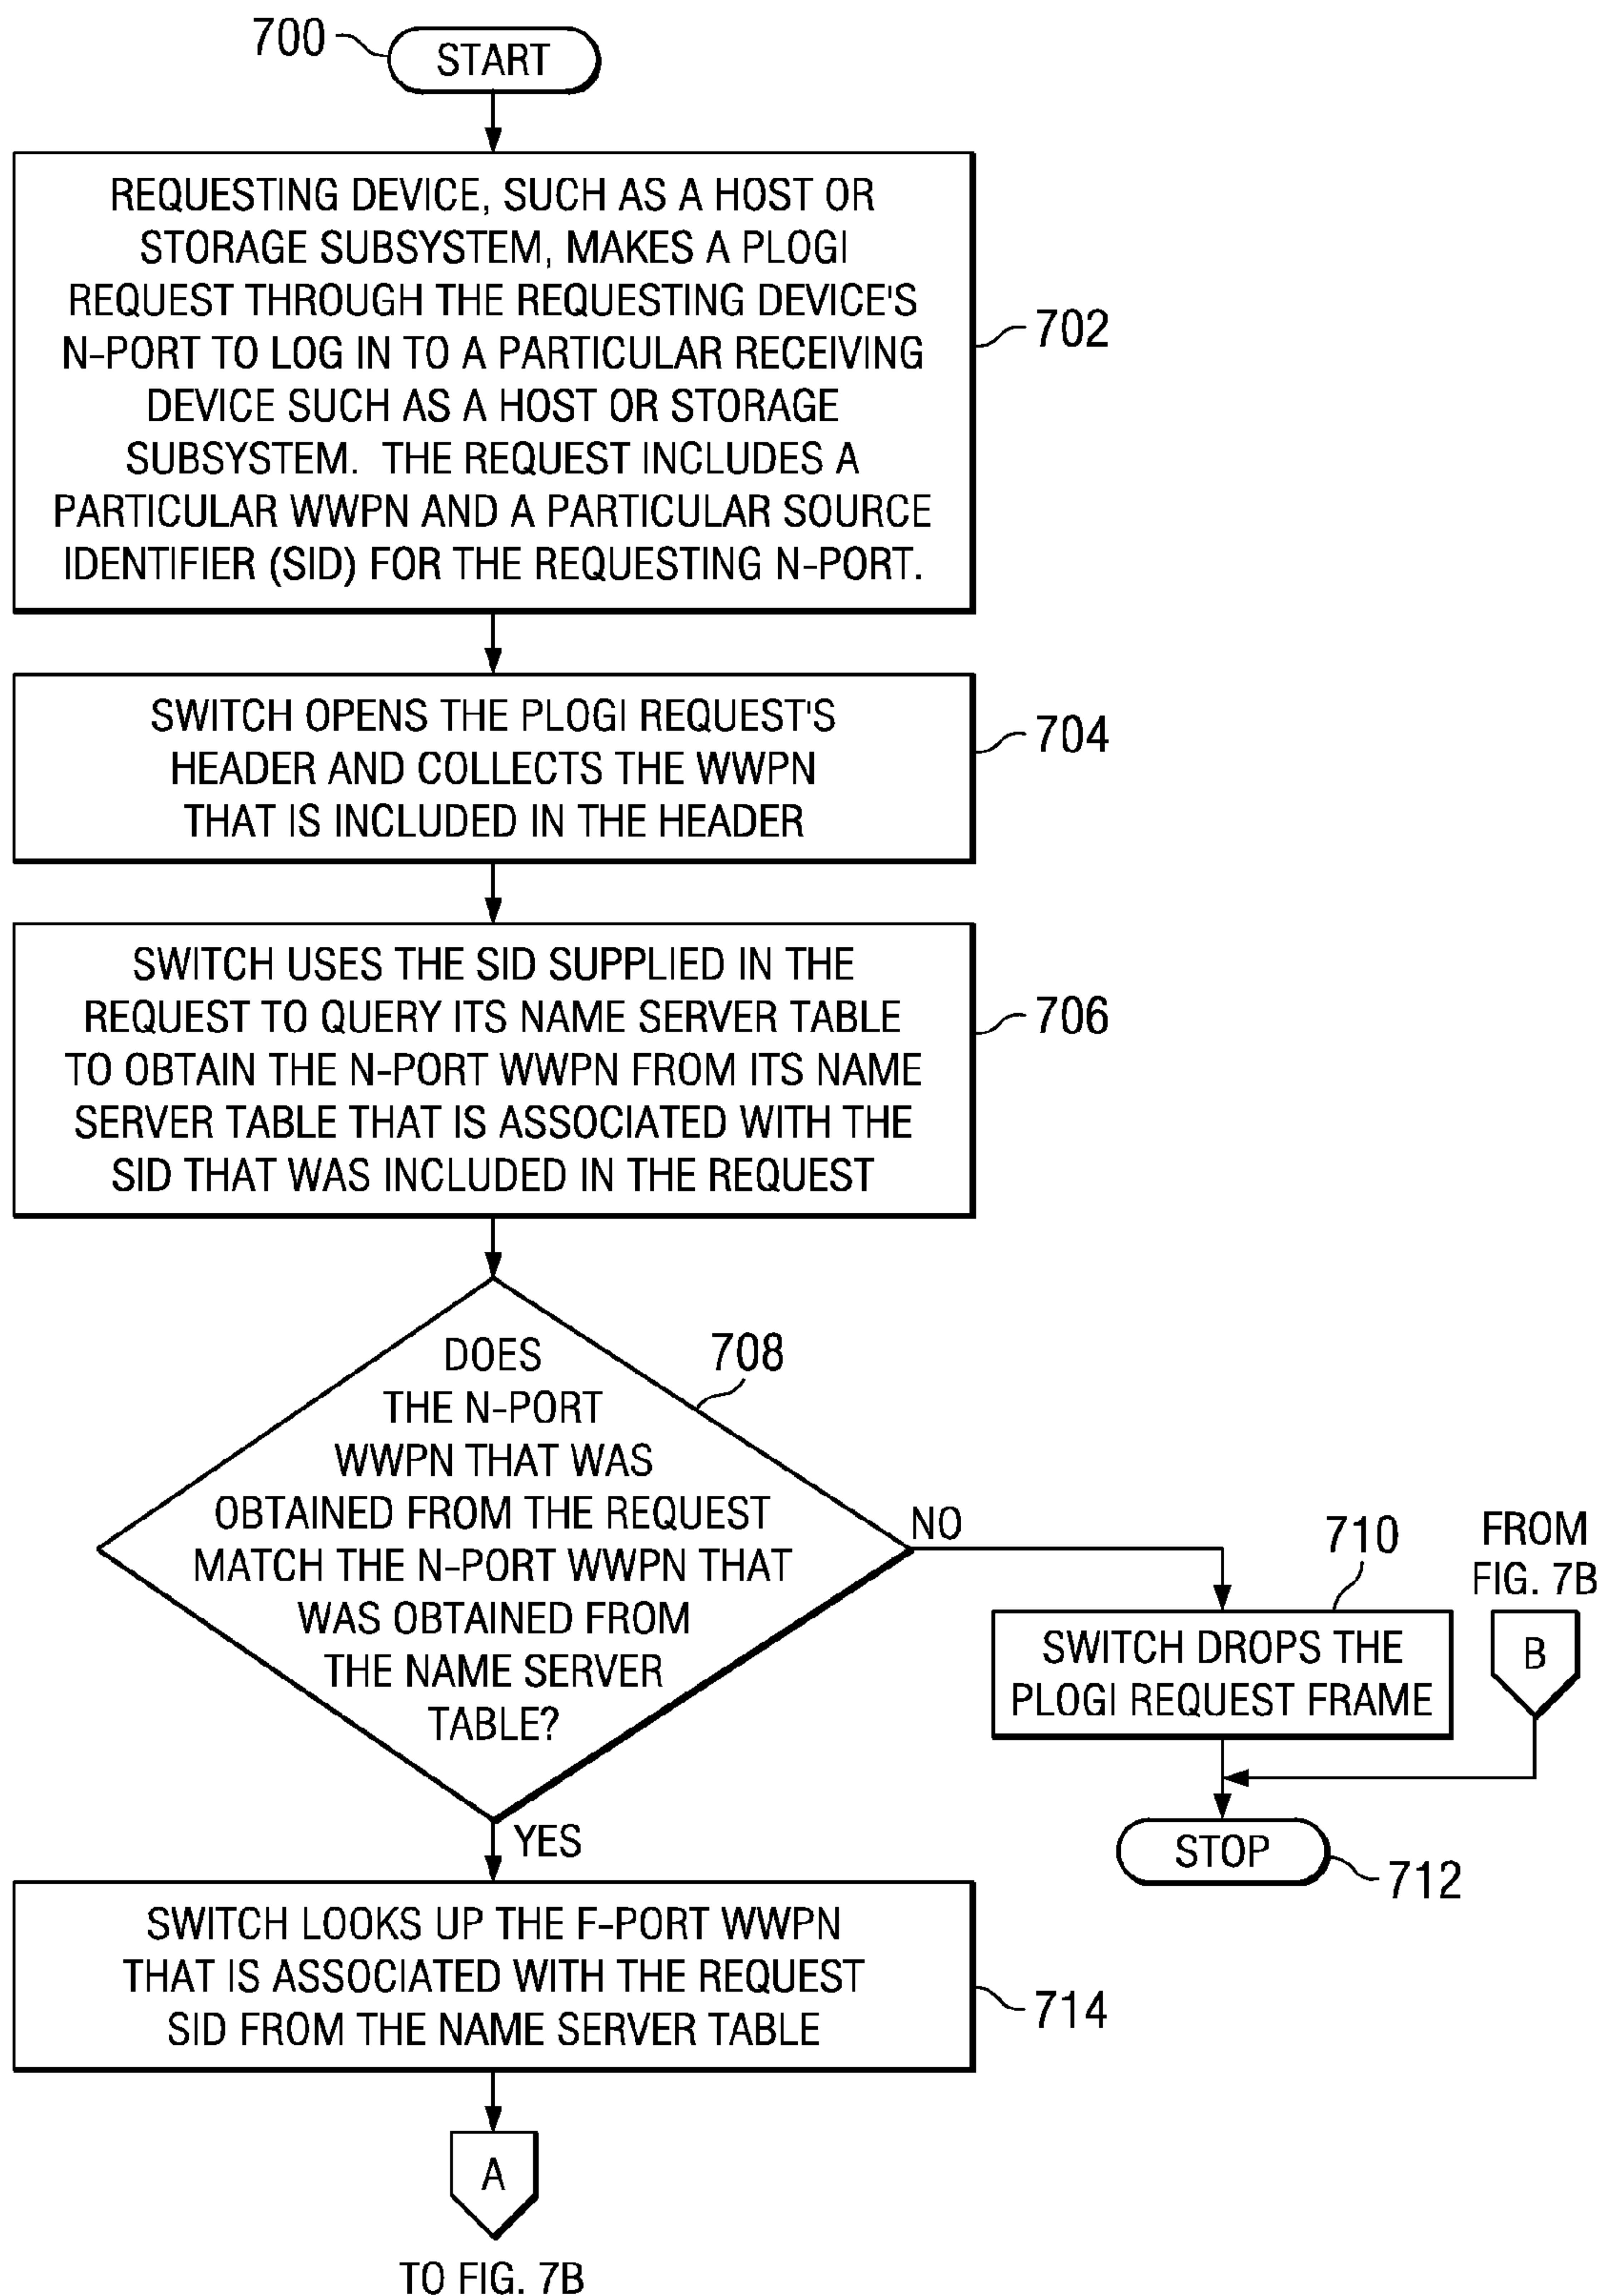 700
START
REQUESTING DEVICE, SUCH AS A HOST OR
STORAGE SUBSYSTEM, MAKES A PLOGI
REQUEST THROUGH THE REQUESTING DEVICE'S
N-PORT TO LOG IN TO A PARTICULAR RECEIVING
DEVICE SUCH AS A HOST OR STORAGE
SUBSYSTEM. THE REQUEST INCLUDES A
PARTICULAR WWPN AND A PARTICULAR SOURCE
IDENTIFIER (SID) FOR THE REQUESTING N-PORT.
702
SWITCH OPENS THE PLOGI REQUEST'S
HEADER AND COLLECTS THE WWPN
THAT IS INCLUDED IN THE HEADER
704
SWITCH USES THE SID SUPPLIED IN THE
REQUEST TO QUERY ITS NAME SERVER TABLE
TO OBTAIN THE N-PORT WWPN FROM ITS NAME
SERVER TABLE THAT IS ASSOCIATED WITH THE
SID THAT WAS INCLUDED IN THE REQUEST
706
DOES
THE N-PORT
WWPN THAT WAS
OBTAINED FROM THE REQUEST
MATCH THE N-PORT WWPN THAT
WAS OBTAINED FROM
THE NAME SERVER
TABLE?
708
NO
710
SWITCH DROPS THE
PLOGI REQUEST FRAME
FROM
FIG. 7B
B
STOP
712
YES
SWITCH LOOKS UP THE F-PORT WWPN
THAT IS ASSOCIATED WITH THE REQUEST
SID FROM THE NAME SERVER TABLE
714
A
TO FIG. 7B